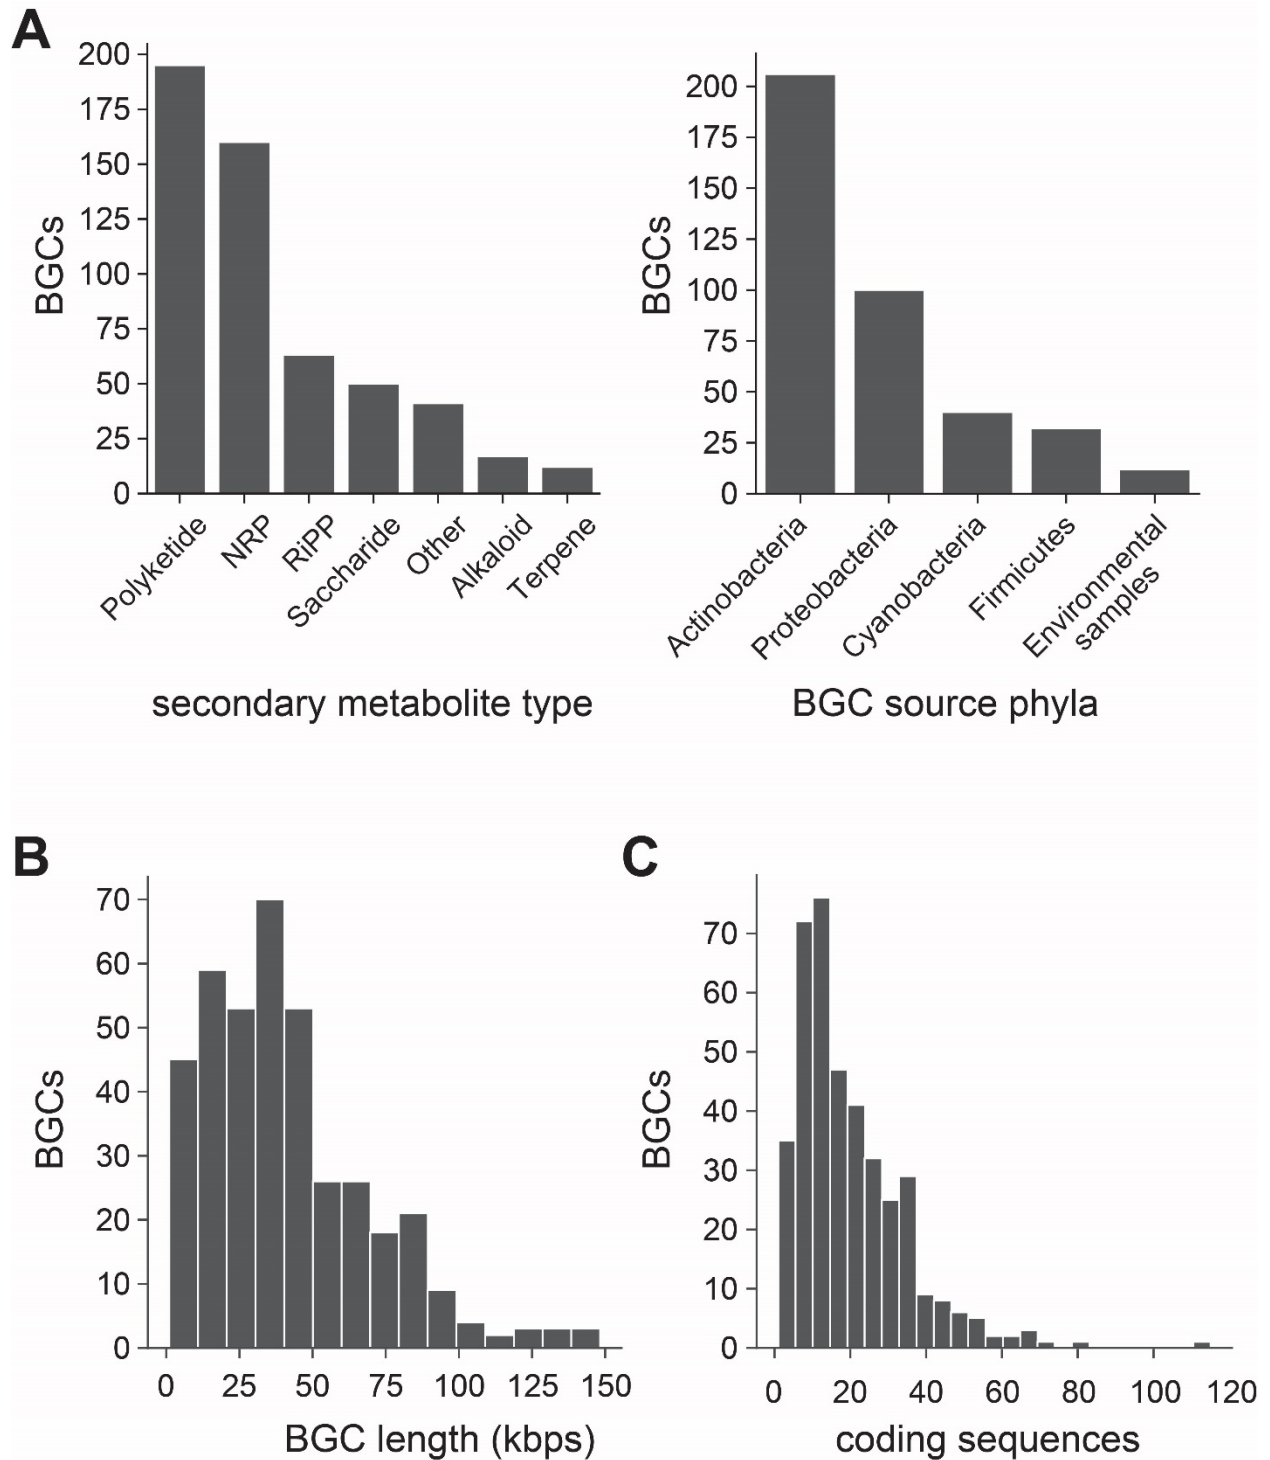 A
200
175
150
125
100
75
50
25
0
BGCs
Polyketide
NRP
RiPP
Saccharide
Other
Alkaloid
Terpene
secondary metabolite type
200
175
150
125
100
75
50
25
0
BGCs
Actinobacteria
Proteobacteria
Cyanobacteria
Firmicutes
Environmental
samples
BGC source phyla
B
70
60
50
40
30
20
10
0
BGCs
0 25 50 75 100 125 150
BGC length (kbps)
C
70
60
50
40
30
20
10
0
BGCs
0 20 40 60 80 100 120
coding sequences